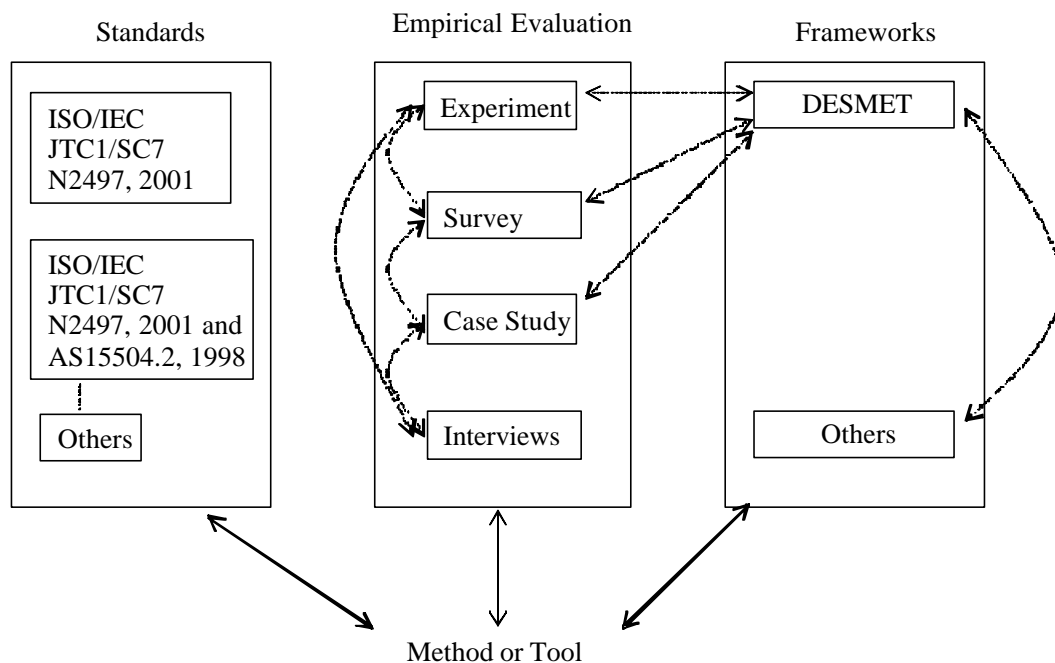 Standards
Empirical Evaluation
Frameworks
ISO/IEC
JTC1/SC7
N2497, 2001
ISO/IEC
JTC1/SC7
N2497, 2001 and
AS15504.2, 1998
Others
Experiment
Survey
Case Study
Interviews
DESMET
Others
Method or Tool